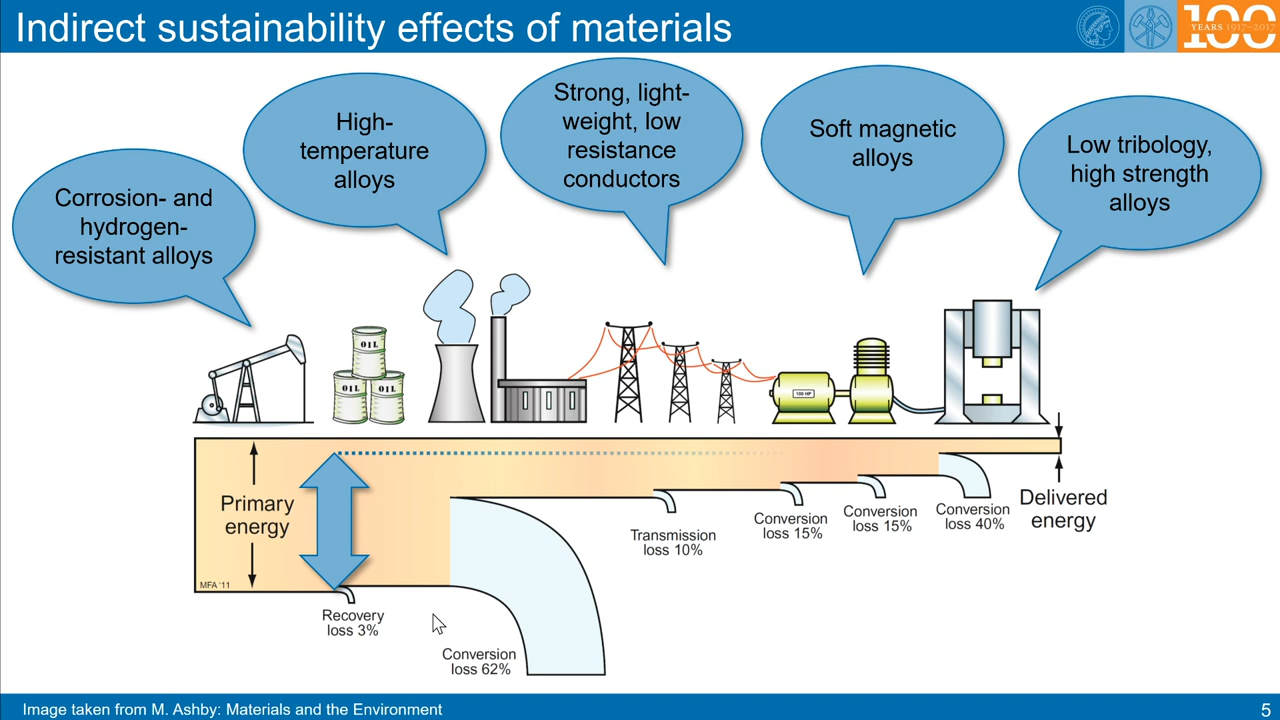 Indirect sustainability effects of materials
100
YEARS 1917–2017
Corrosion- and
hydrogen-
resistant alloys
High-
temperature
alloys
Strong, light-
weight, low
resistance
conductors
Soft magnetic
alloys
Low tribology,
high strength
alloys
OIL
OIL
OIL
100 HP
Primary
energy
MFA '11
Recovery
loss 3%
Conversion
loss 62%
Transmission
loss 10%
Conversion
loss 15%
Conversion
loss 15%
Conversion
loss 40%
Delivered
energy
Image taken from M. Ashby: Materials and the Environment
5